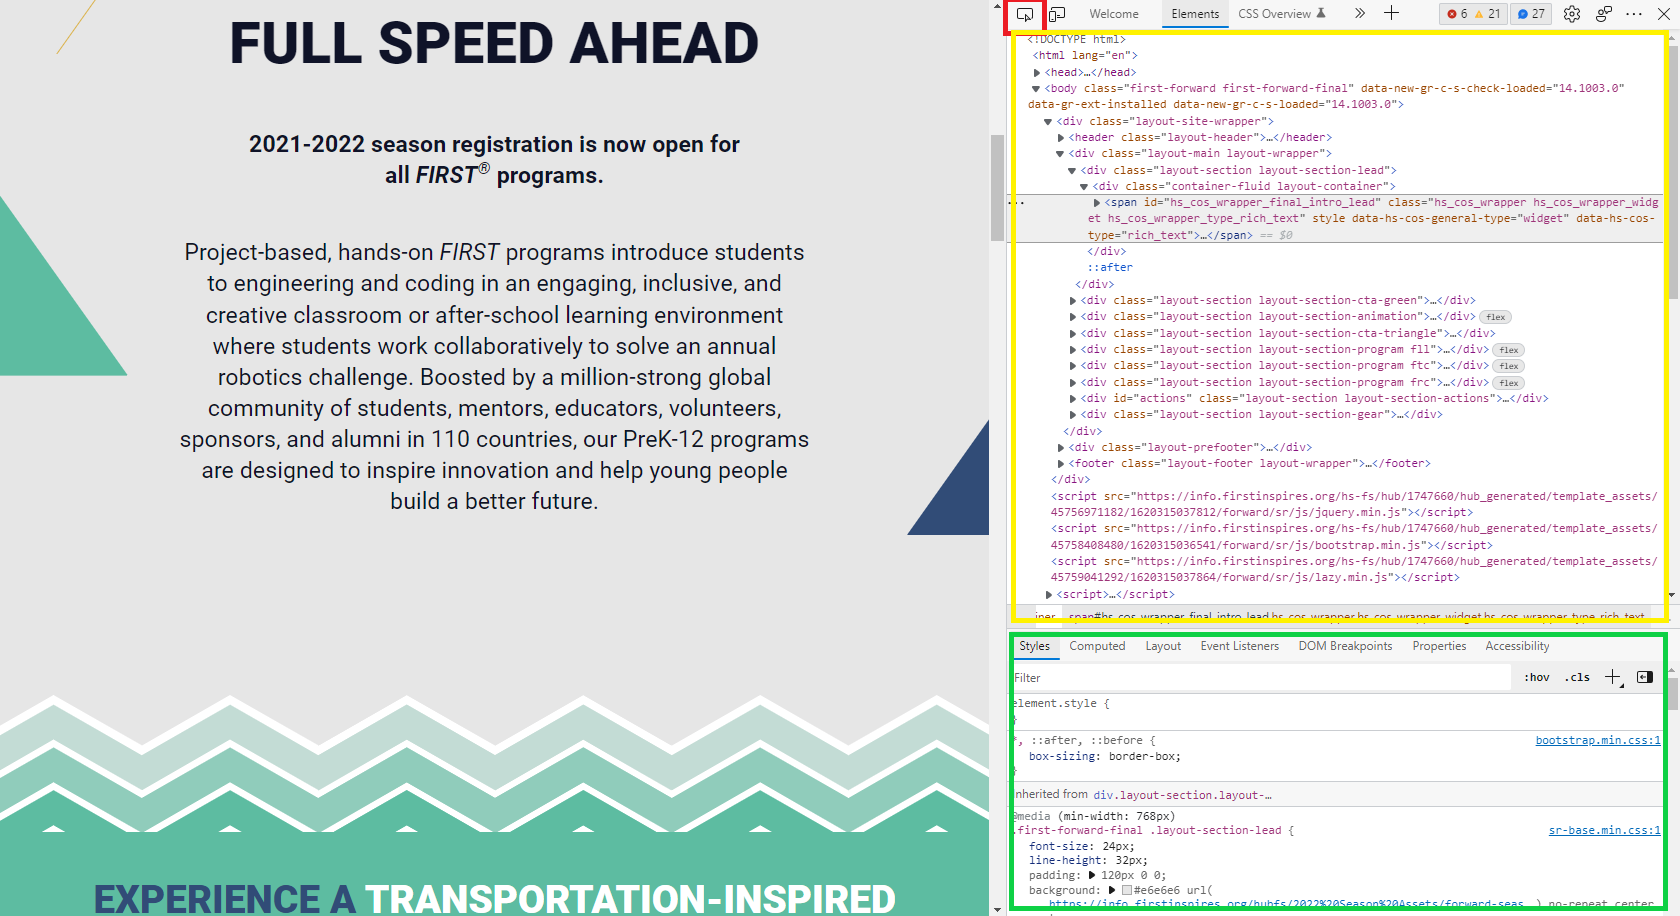 FULL SPEED AHEAD
2021-2022 season registration is now open for
all FIRST® programs.
Project-based, hands-on FIRST programs introduce students
to engineering and coding in an engaging, inclusive, and
creative classroom or after-school learning environment
where students work collaboratively to solve an annual
robotics challenge. Boosted by a million-strong global
community of students, mentors, educators, volunteers,
sponsors, and alumni in 110 countries, our PreK-12 programs
are designed to inspire innovation and help young people
build a better future.
EXPERIENCE A TRANSPORTATION-INSPIRED
Welcome Elements CSS Overview 6 21 27
<!DOCTYPE html>
<html lang="en">
<head>…</head>
<body class="first-forward first-forward-final" data-new-gr-c-s-check-loaded="14.1003.0"
data-gr-ext-installed data-new-gr-c-s-loaded="14.1003.0">
<div class="layout-site-wrapper">
<header class="layout-header">…</header>
<div class="layout-main layout-wrapper">
<div class="layout-section layout-section-lead">
<div class="container-fluid layout-container">
<span id="hs_cos_wrapper_final_intro_lead" class="hs_cos_wrapper hs_cos_wrapper_widg
et hs_cos_wrapper_type_rich_text" style data-hs-cos-general-type="widget" data-hs-cos-
type="rich_text">…</span> == $0
</div>
::after
</div>
<div class="layout-section layout-section-cta-green">…</div>
<div class="layout-section layout-section-animation">…</div> flex
<div class="layout-section layout-section-cta-triangle">…</div>
<div class="layout-section layout-section-program fll">…</div> flex
<div class="layout-section layout-section-program ftc">…</div> flex
<div class="layout-section layout-section-program frc">…</div> flex
<div id="actions" class="layout-section layout-section-actions">…</div>
<div class="layout-section layout-section-gear">…</div>
</div>
<div class="layout-prefooter">…</div>
<footer class="layout-footer layout-wrapper">…</footer>
</div>
<script src="https://info.firstinspires.org/hs-fs/hub/1747660/hub_generated/template_assets/
45756971182/1620315037812/forward/sr/js/jquery.min.js"></script>
<script src="https://info.firstinspires.org/hs-fs/hub/1747660/hub_generated/template_assets/
45758408480/1620315036541/forward/sr/js/bootstrap.min.js"></script>
<script src="https://info.firstinspires.org/hs-fs/hub/1747660/hub_generated/template_assets/
45759041292/1620315037864/forward/sr/js/lazy.min.js"></script>
<script>…</script>
iner span#hs_cos_wrapper_final_intro_lead.hs_cos_wrapper.hs_cos_wrapper_widget.hs_cos_wrapper_type_rich_text
Styles Computed Layout Event Listeners DOM Breakpoints Properties Accessibility
Filter :hov .cls
element.style {
}
*, ::after, ::before { bootstrap.min.css:1
box-sizing: border-box;
}
Inherited from div.layout-section.layout-…
@media (min-width: 768px)
.first-forward-final .layout-section-lead { sr-base.min.css:1
font-size: 24px;
line-height: 32px;
padding: 120px 0 0;
background: #e6e6e6 url(
https://info.firstinspires.org/hubfs/2022%20Season%20Assets/forward-seas…) no-repeat center